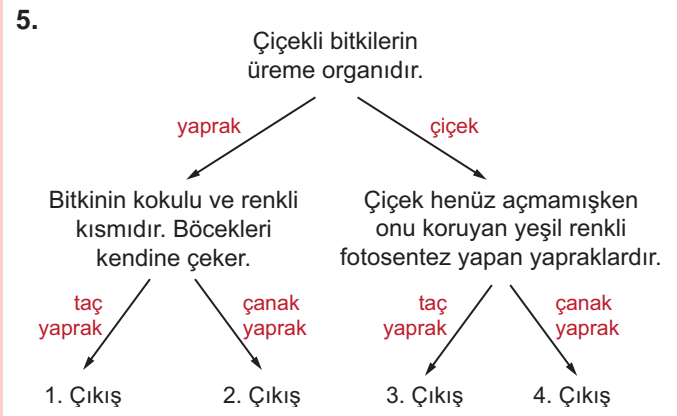 5.
Çiçekli bitkilerin
üreme organıdır.
yaprak
çiçek
Bitkinin kokulu ve renkli
kısmıdır. Böcekleri
kendine çeker.
Çiçek henüz açmamışken
onu koruyan yeşil renkli
fotosentez yapan yapraklardır.
taç
yaprak
çanak
yaprak
taç
yaprak
çanak
yaprak
1. Çıkış
2. Çıkış
3. Çıkış
4. Çıkış